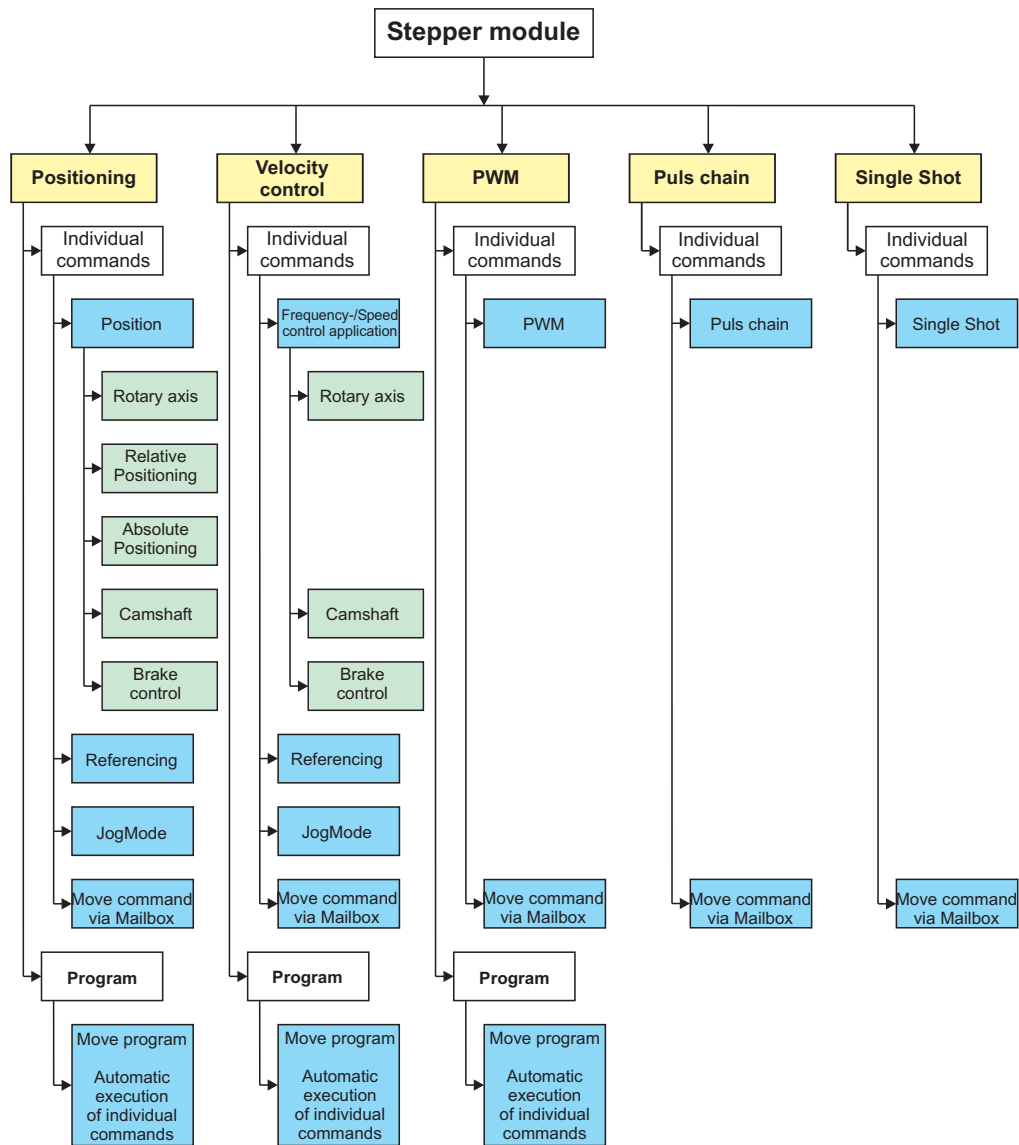 Stepper module
Positioning
Velocity
control
PWM
Puls chain
Single Shot
Individual
commands
Individual
commands
Individual
commands
Individual
commands
Individual
commands
Position
Frequency-/Speed
control application
PWM
Puls chain
Single Shot
Rotary axis
Rotary axis
Relative
Positioning
Absolute
Positioning
Camshaft
Camshaft
Brake
control
Brake
control
Referencing
Referencing
JogMode
JogMode
Move command
via Mailbox
Move command
via Mailbox
Move command
via Mailbox
Move command
via Mailbox
Move command
via Mailbox
Program
Program
Program
Move program
Automatic
execution
of individual
commands
Move program
Automatic
execution
of individual
commands
Move program
Automatic
execution
of individual
commands